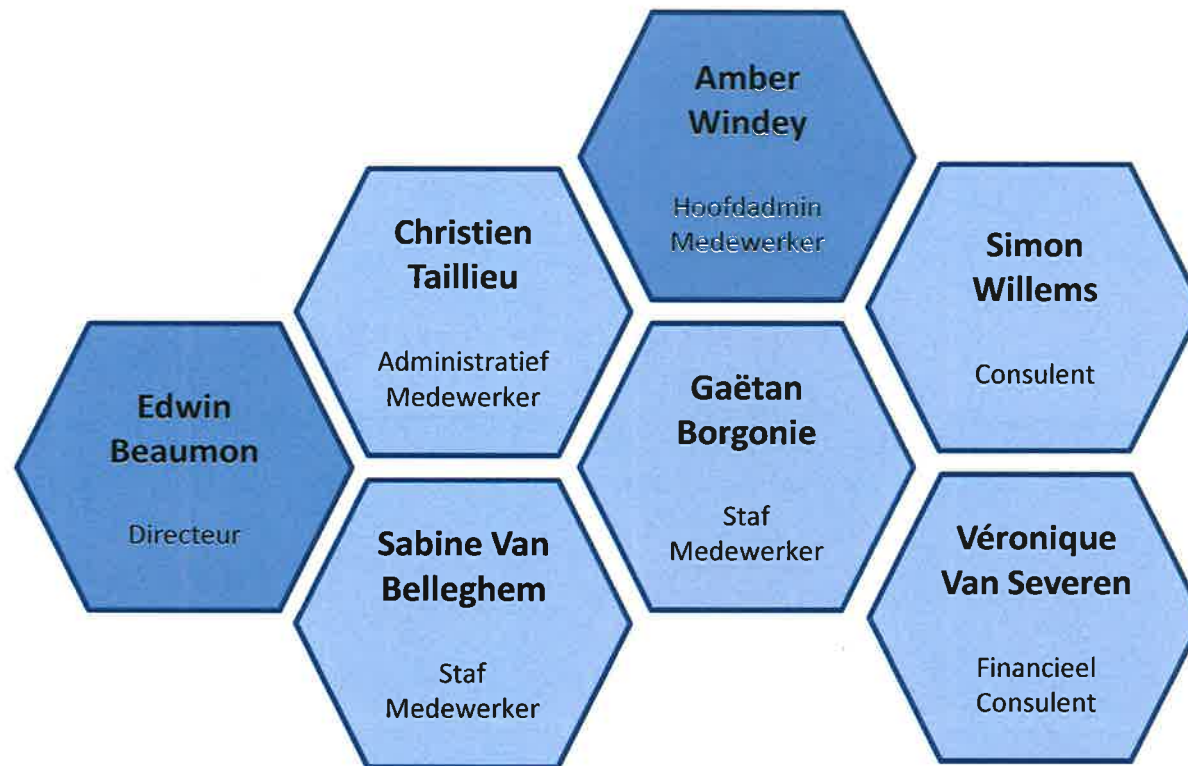 Amber
Windey
Hoofdadmin
Medewerker
Christien
Taillieu
Administratief
Medewerker
Simon
Willems
Consulent
Edwin
Beaumon
Directeur
Gaëtan
Borgonie
Staf
Medewerker
Sabine Van
Belleghem
Staf
Medewerker
Véronique
Van Severen
Financieel
Consulent